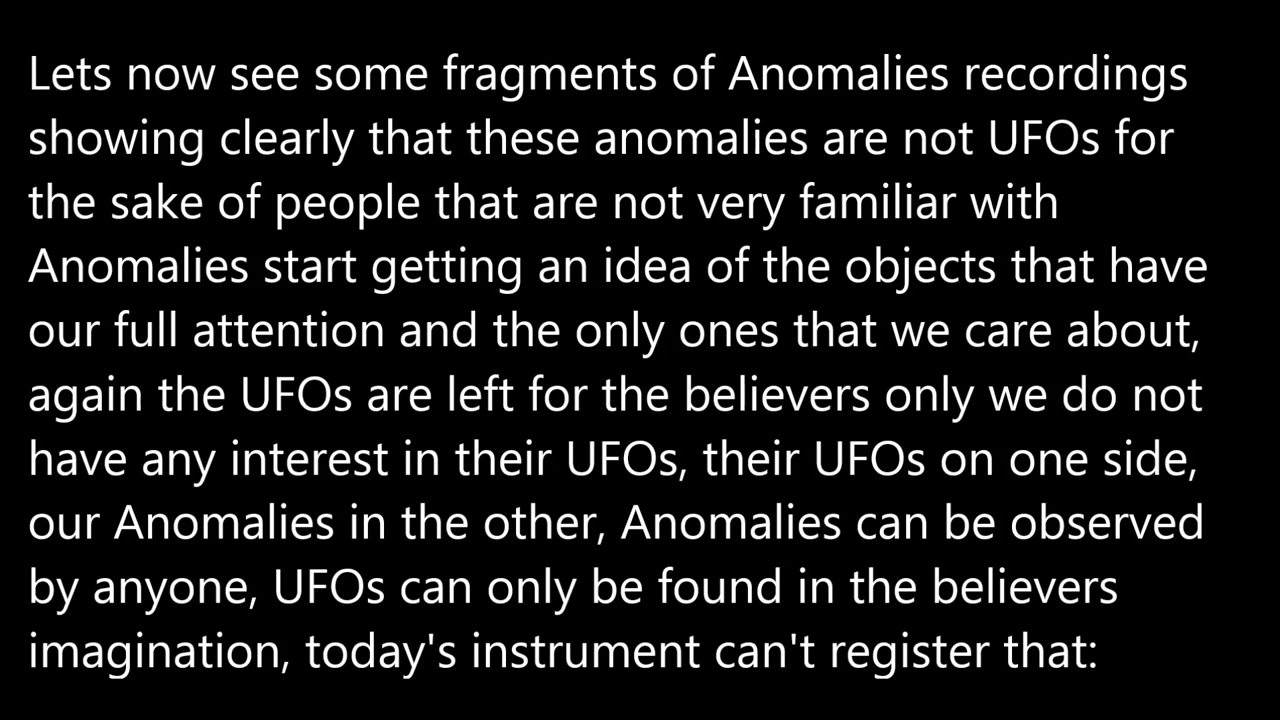 Lets now see some fragments of Anomalies recordings
showing clearly that these anomalies are not UFOs for
the sake of people that are not very familiar with
Anomalies start getting an idea of the objects that have
our full attention and the only ones that we care about,
again the UFOs are left for the believers only we do not
have any interest in their UFOs, their UFOs on one side,
our Anomalies in the other, Anomalies can be observed
by anyone, UFOs can only be found in the believers
imagination, today's instrument can't register that: